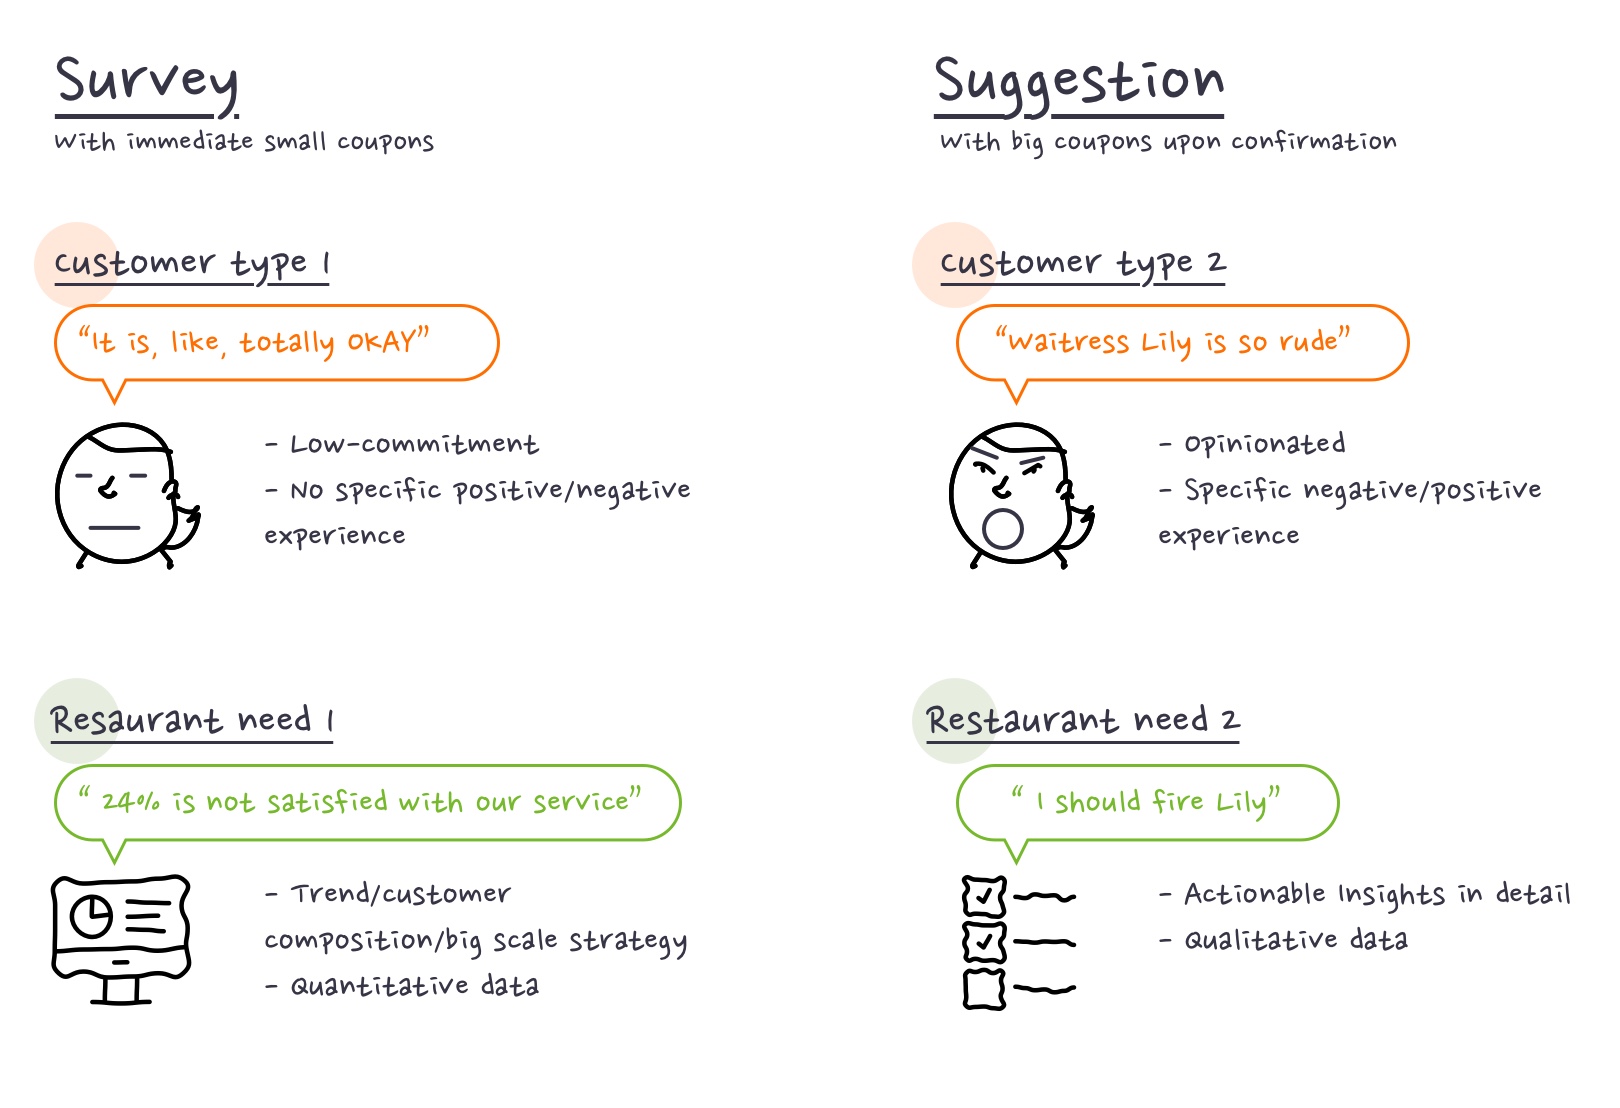 Survey
With immediate small coupons
customer type 1
“It is, like, totally OKAY”
- Low-commitment
- No specific positive/negative
experience
Resaurant need 1
“ 24% is not satisfied with our service”
- Trend/customer
composition/big scale strategy
- Quantitative data
Suggestion
With big coupons upon confirmation
customer type 2
“Waitress Lily is so rude”
- Opinionated
- Specific negative/positive
experience
Restaurant need 2
“ I should fire Lily”
- Actionable Insights in detail
- Qualitative data